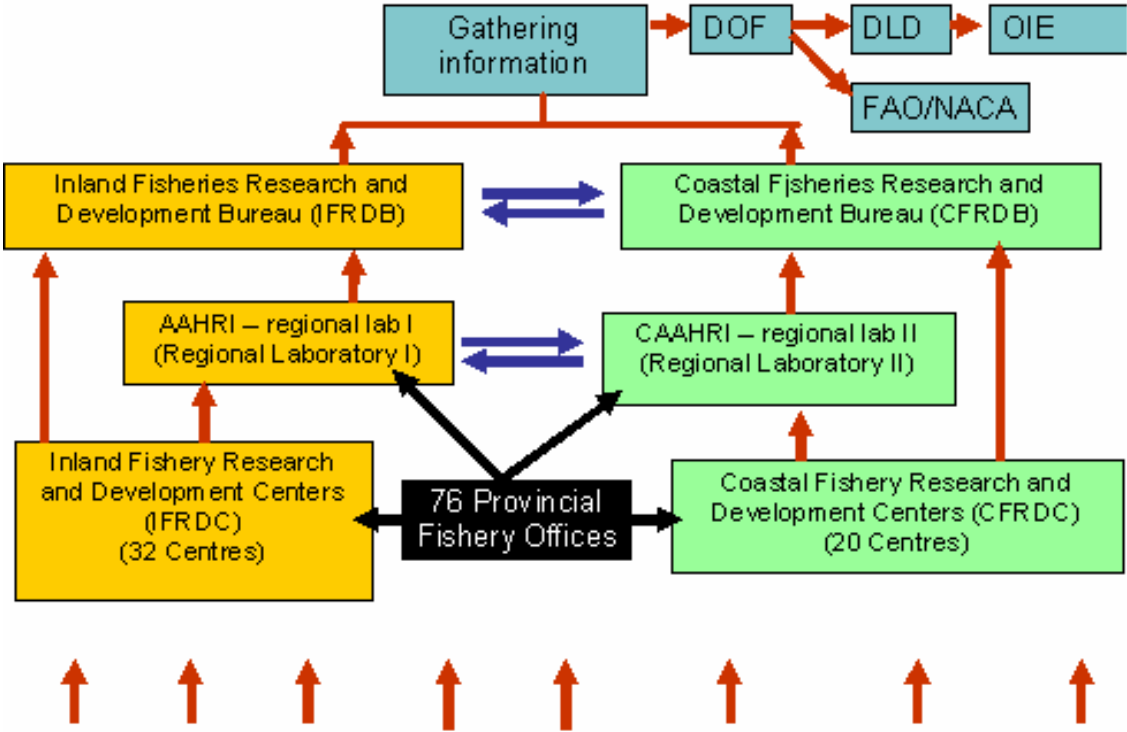 Gathering
information
DOF
DLD
OIE
FAO/NACA
Inland Fisheries Research and
Development Bureau (IFRDB)
Coastal Fisheries Research and
Development Bureau (CFRDB)
AAHRI – regional lab I
(Regional Laboratory I)
CAAHRI – regional lab II
(Regional Laboratory II)
Inland Fishery Research
and Development Centers
(IFRDC)
(32 Centres)
76 Provincial
Fishery Offices
Coastal Fishery Research and
Development Centers (CFRDC)
(20 Centres)